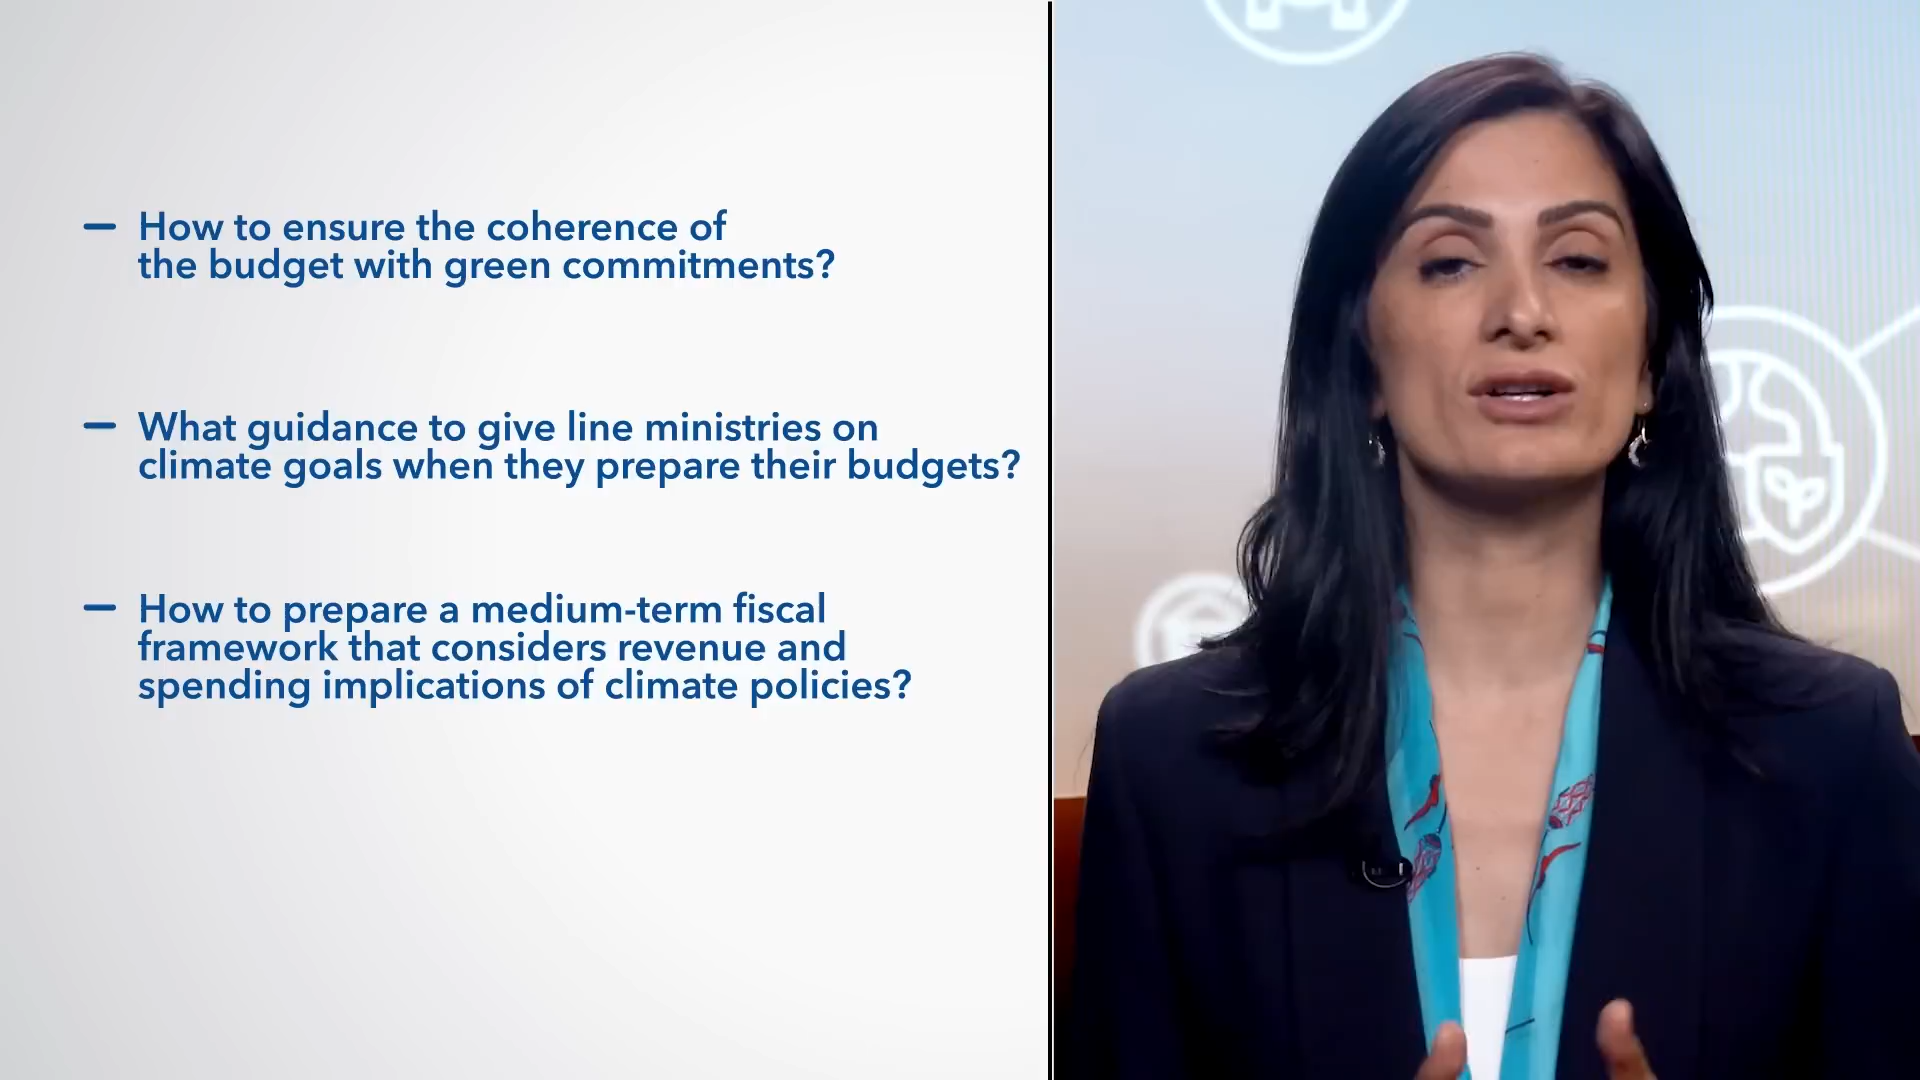 — How to ensure the coherence of
the budget with green commitments?
— What guidance to give line ministries on
climate goals when they prepare their budgets?
— How to prepare a medium-term fiscal
framework that considers revenue and
spending implications of climate policies?